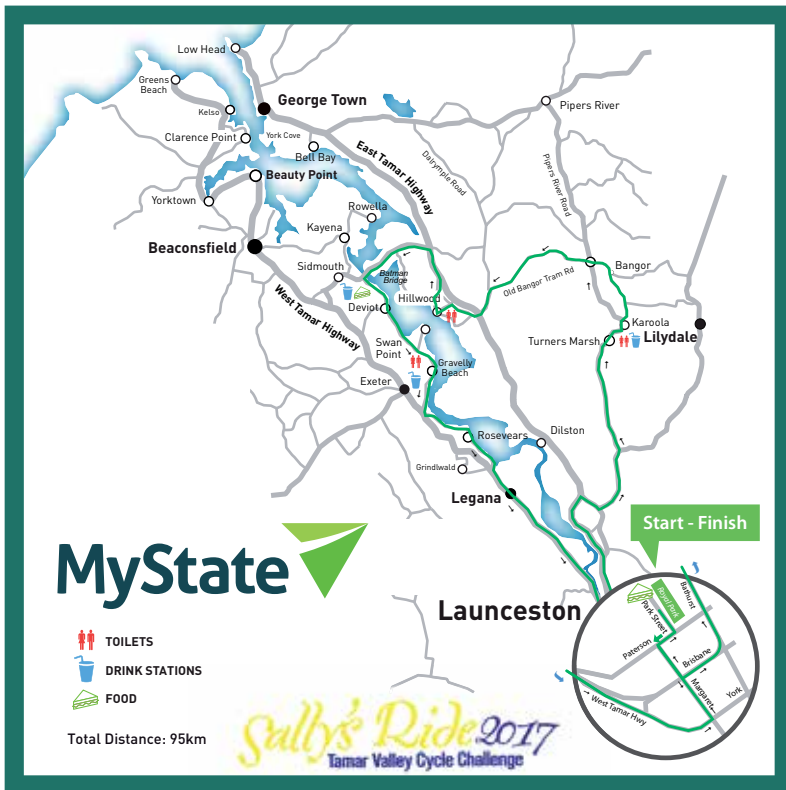 Low Head
Greens
Beach
Kelso
George Town
Pipers River
Clarence Point
York Cove
Bell Bay
East Tamar Highway
Dalrymple Road
Pipers River Road
Beauty Point
Yorktown
Rowella
Kayena
Beaconsfield
Sidmouth
Batman
Bridge
Old Bangor Tram Rd
Bangor
West Tamar Highway
Deviot
Hillwood
Karoola
Turners Marsh
Lilydale
Swan
Point
Gravelly
Beach
Exeter
Rosevears
Dilston
Grindlwald
Legana
Start - Finish
MyState
Launceston
Royal Park
Park Street
Bathurst
Paterson
Brisbane
Margaret
York
West Tamar Hwy
TOILETS
DRINK STATIONS
FOOD
Total Distance: 95km
Sally's Ride 2017
Tamar Valley Cycle Challenge